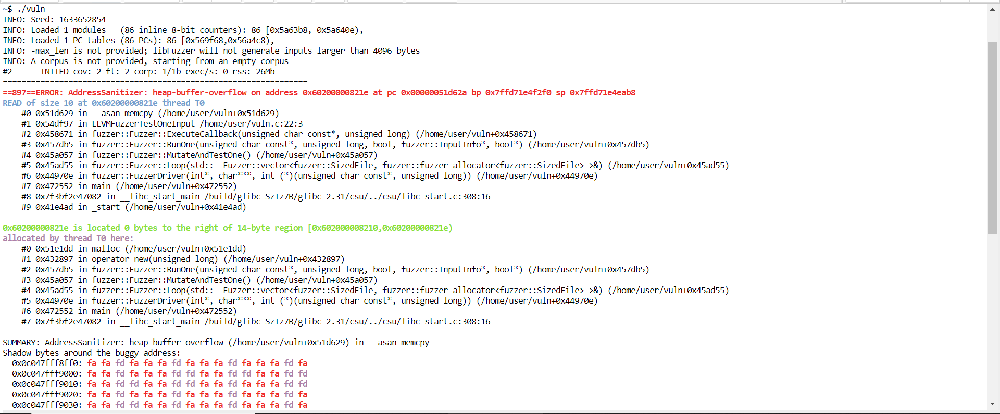 ~$ ./vuln
INFO: Seed: 1633652854
INFO: Loaded 1 modules   (86 inline 8-bit counters): 86 [0x5a63b8, 0x5a640e),
INFO: Loaded 1 PC tables (86 PCs): 86 [0x569f68,0x56a4c8),
INFO: -max_len is not provided; libFuzzer will not generate inputs larger than 4096 bytes
INFO: A corpus is not provided, starting from an empty corpus
#2      INITED cov: 2 ft: 2 corp: 1/1b exec/s: 0 rss: 26Mb
=================================================================
==897==ERROR: AddressSanitizer: heap-buffer-overflow on address 0x60200000821e at pc 0x00000051d62a bp 0x7ffd71e4f2f0 sp 0x7ffd71e4eab8
READ of size 10 at 0x60200000821e thread T0
    #0 0x51d629 in __asan_memcpy (/home/user/vuln+0x51d629)
    #1 0x54df97 in LLVMFuzzerTestOneInput /home/user/vuln.c:22:3
    #2 0x458671 in fuzzer::Fuzzer::ExecuteCallback(unsigned char const*, unsigned long) (/home/user/vuln+0x458671)
    #3 0x457db5 in fuzzer::Fuzzer::RunOne(unsigned char const*, unsigned long, bool, fuzzer::InputInfo*, bool*) (/home/user/vuln+0x457db5)
    #4 0x45a057 in fuzzer::Fuzzer::MutateAndTestOne() (/home/user/vuln+0x45a057)
    #5 0x45ad55 in fuzzer::Fuzzer::Loop(std::__Fuzzer::vector<fuzzer::SizedFile, fuzzer::fuzzer_allocator<fuzzer::SizedFile> >&) (/home/user/vuln+0x45ad55)
    #6 0x44970e in fuzzer::FuzzerDriver(int*, char***, int (*)(unsigned char const*, unsigned long)) (/home/user/vuln+0x44970e)
    #7 0x472552 in main (/home/user/vuln+0x472552)
    #8 0x7f3bf2e47082 in __libc_start_main /build/glibc-SzIz7B/glibc-2.31/csu/../csu/libc-start.c:308:16
    #9 0x41e4ad in _start (/home/user/vuln+0x41e4ad)

0x60200000821e is located 0 bytes to the right of 14-byte region [0x602000008210,0x60200000821e)
allocated by thread T0 here:
    #0 0x51e1dd in malloc (/home/user/vuln+0x51e1dd)
    #1 0x432897 in operator new(unsigned long) (/home/user/vuln+0x432897)
    #2 0x457db5 in fuzzer::Fuzzer::RunOne(unsigned char const*, unsigned long, bool, fuzzer::InputInfo*, bool*) (/home/user/vuln+0x457db5)
    #3 0x45a057 in fuzzer::Fuzzer::MutateAndTestOne() (/home/user/vuln+0x45a057)
    #4 0x45ad55 in fuzzer::Fuzzer::Loop(std::__Fuzzer::vector<fuzzer::SizedFile, fuzzer::fuzzer_allocator<fuzzer::SizedFile> >&) (/home/user/vuln+0x45ad55)
    #5 0x44970e in fuzzer::FuzzerDriver(int*, char***, int (*)(unsigned char const*, unsigned long)) (/home/user/vuln+0x44970e)
    #6 0x472552 in main (/home/user/vuln+0x472552)
    #7 0x7f3bf2e47082 in __libc_start_main /build/glibc-SzIz7B/glibc-2.31/csu/../csu/libc-start.c:308:16

SUMMARY: AddressSanitizer: heap-buffer-overflow (/home/user/vuln+0x51d629) in __asan_memcpy
Shadow bytes around the buggy address:
  0x0c047fff8ff0: fa fa fd fa fa fa fd fa fa fa fd fa fa fa fd fa
  0x0c047fff9000: fa fa fd fa fa fa fd fd fa fa fd fd fa fa fd fd
  0x0c047fff9010: fa fa fd fd fa fa fd fd fa fa fd fa fa fa fd fd
  0x0c047fff9020: fa fa fd fa fa fa fd fa fa fa fd fa fa fa fd fa
  0x0c047fff9030: fa fa fd fd fa fa fd fa fa fa fd fa fa fa fd fa